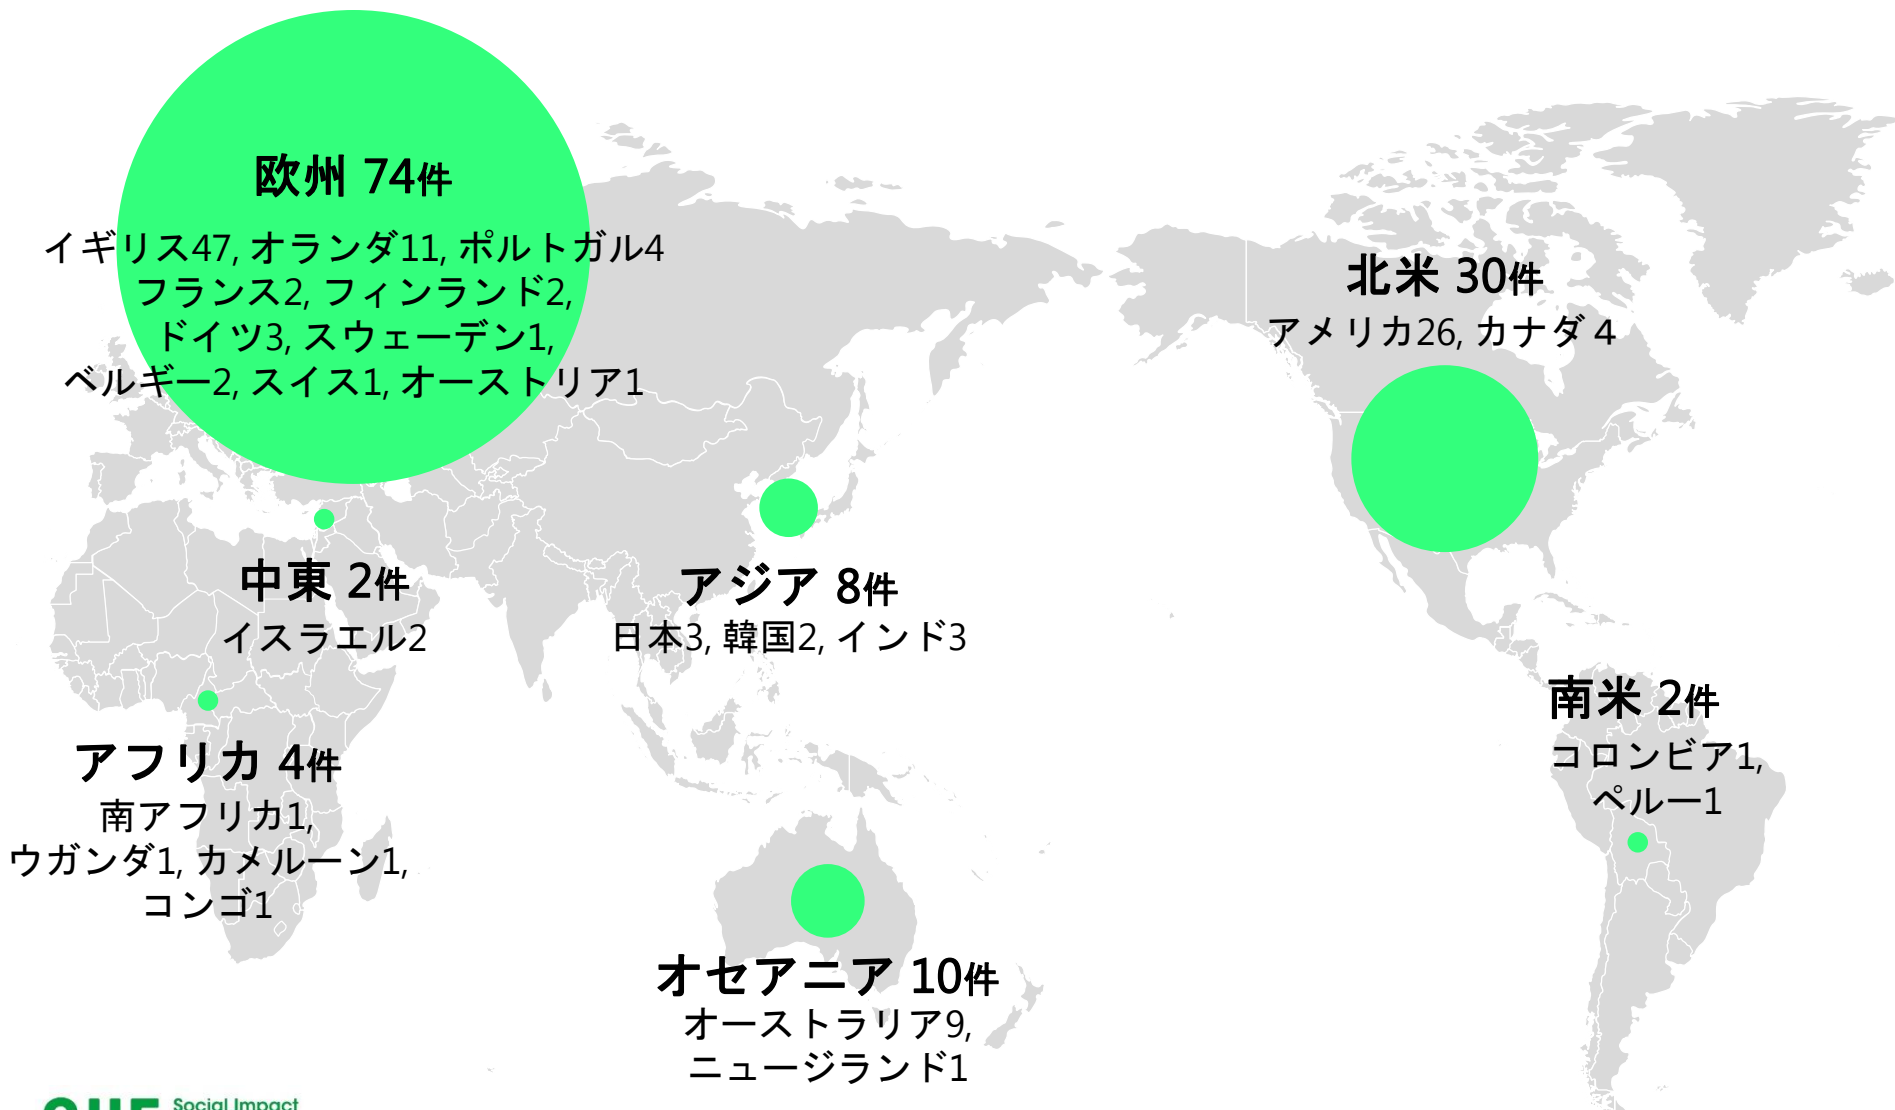 欧州 74件
イギリス47, オランダ11, ポルトガル4
フランス2, フィンランド2,
ドイツ3, スウェーデン1,
ベルギー2, スイス1, オーストリア1
北米 30件
アメリカ26, カナダ4
中東 2件
イスラエル2
アジア 8件
日本3, 韓国2, インド3
南米 2件
コロンビア1,
ペルー1
アフリカ 4件
南アフリカ1,
ウガンダ1, カメルーン1,
コンゴ1
オセアニア 10件
オーストラリア9,
ニュージランド1
Social Impact